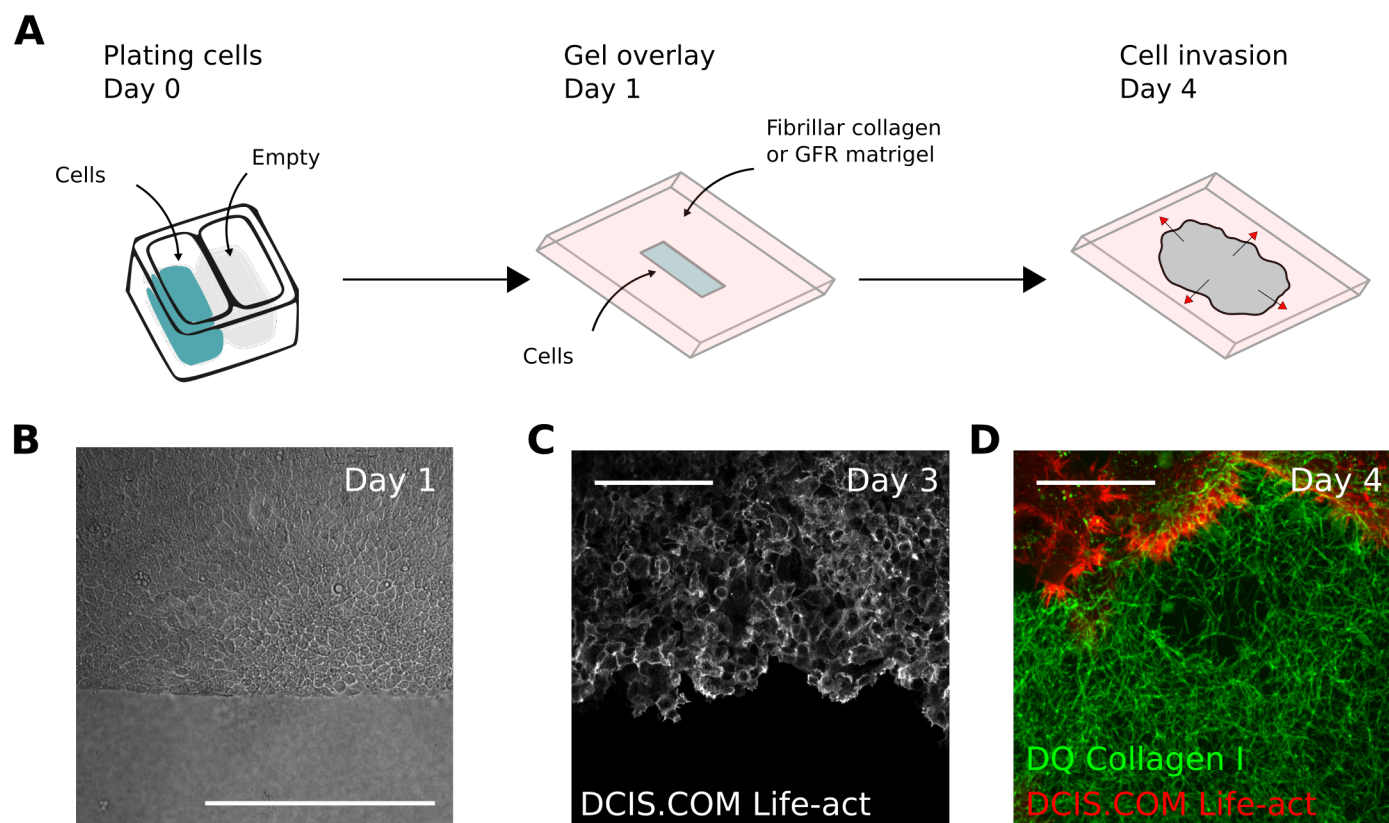 A
Plating cells
Day 0
Gel overlay
Day 1
Cell invasion
Day 4
Cells
Empty
Fibrillar collagen
or GFR matrigel
Cells
B
Day 1
C
Day 3
DCIS.COM Life-act
D
Day 4
DQ Collagen I
DCIS.COM Life-act